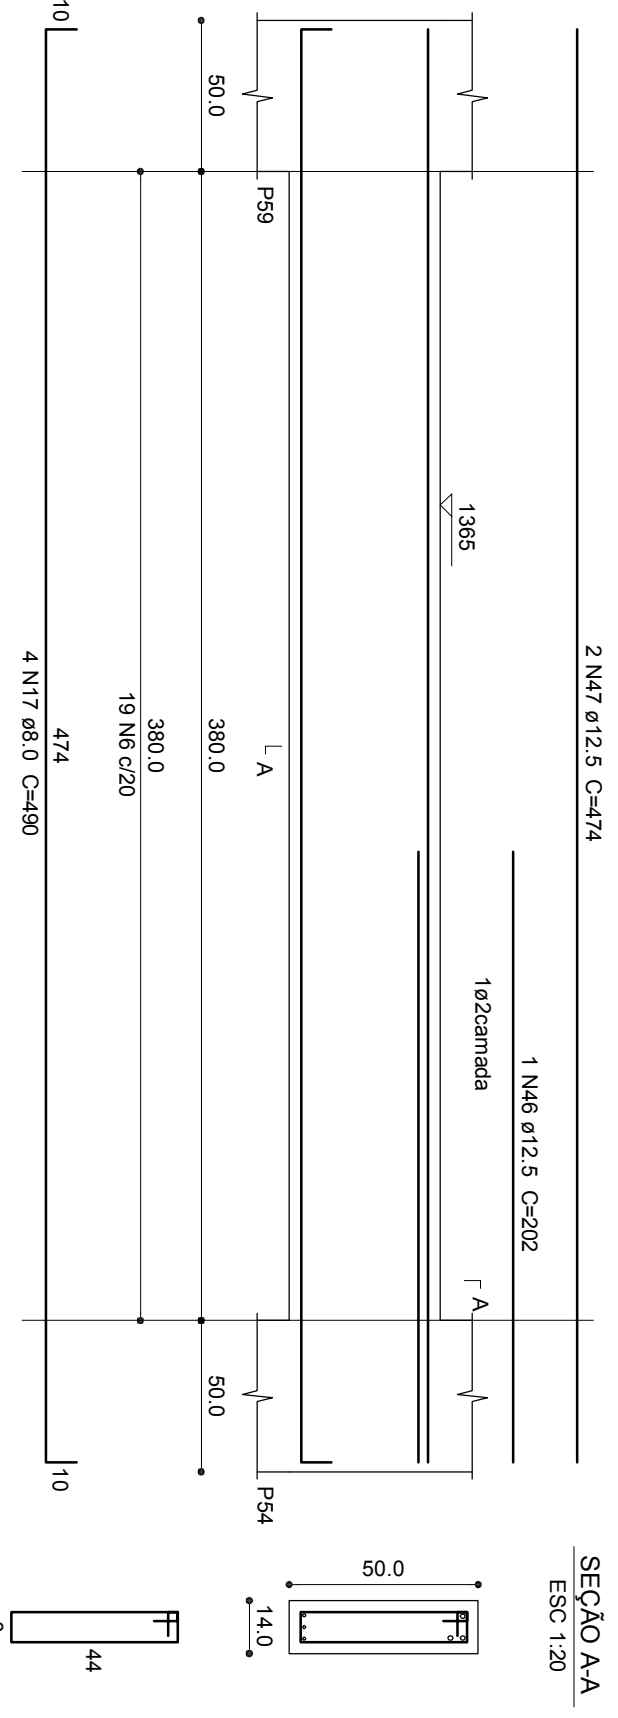 2 N47 ø12.5 C=474
1 N46 ø12.5 C=202
1ø2camada
1365
A
A
P59
P54
50.0
380.0
50.0
380.0
19 N6 c/20
10
474
10
4 N17 ø8.0 C=490
SEÇÃO A-A
ESC 1:20
50.0
14.0
44